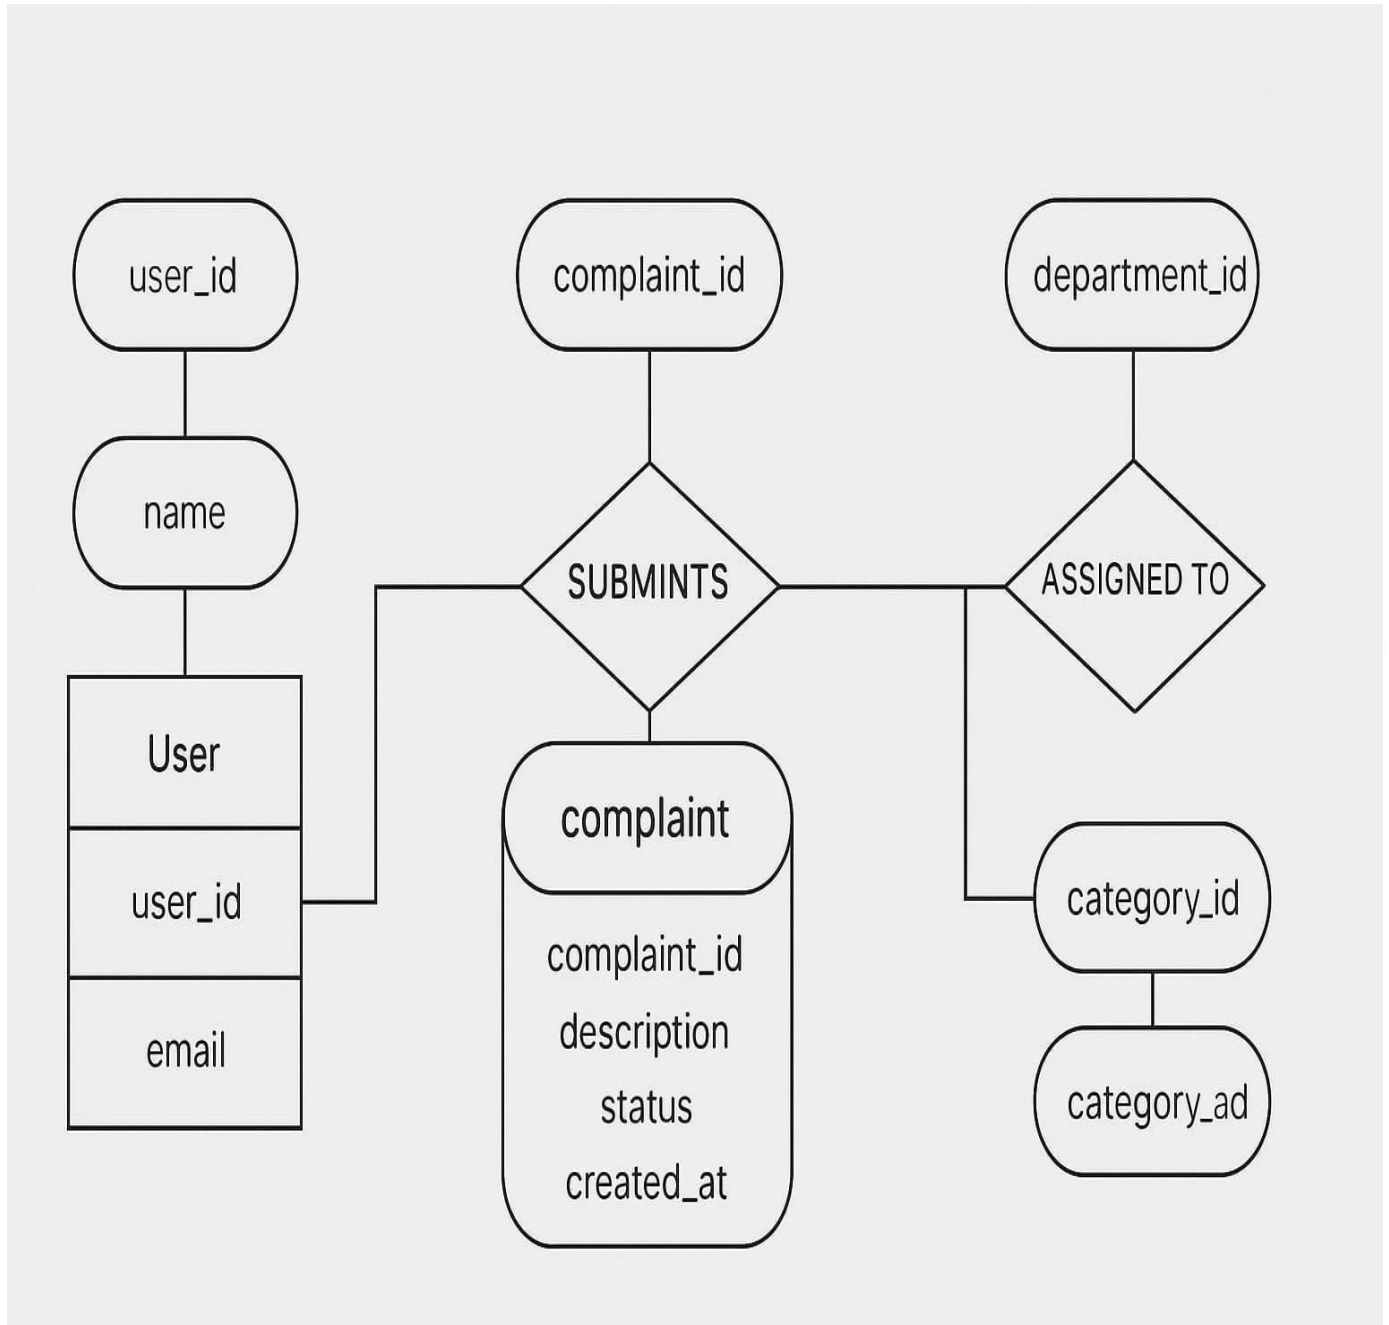 user_id
complaint_id
department_id
name
SUBMINTS
ASSIGNED TO
User
user_id
email
complaint
complaint_id
description
status
created_at
category_id
category_ad